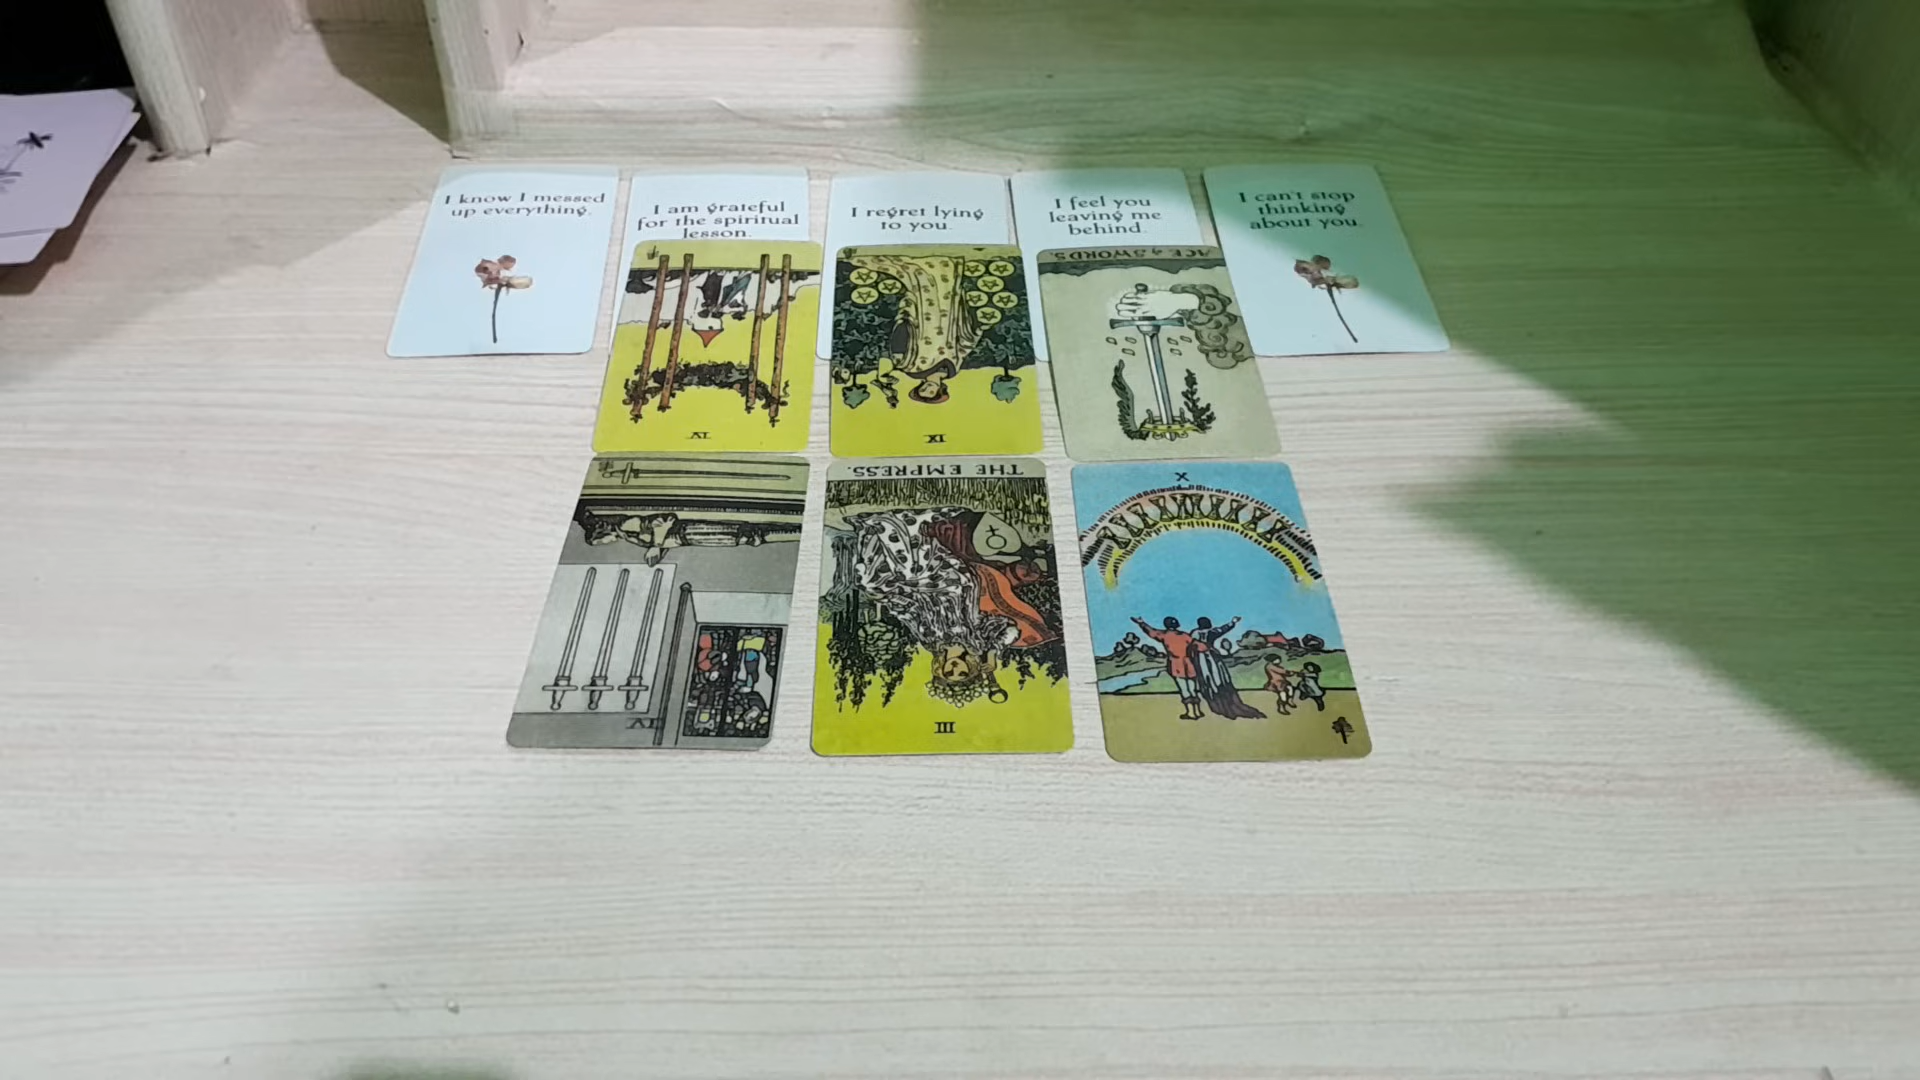 I know I messed
up everything.
I am grateful
for the spiritual
lesson.
I regret lying
to you.
I feel you
leaving me
behind.
I can't stop
thinking
about you.
ACE of SWORDS.
IV
IX
THE EMPRESS.
X
IV
III